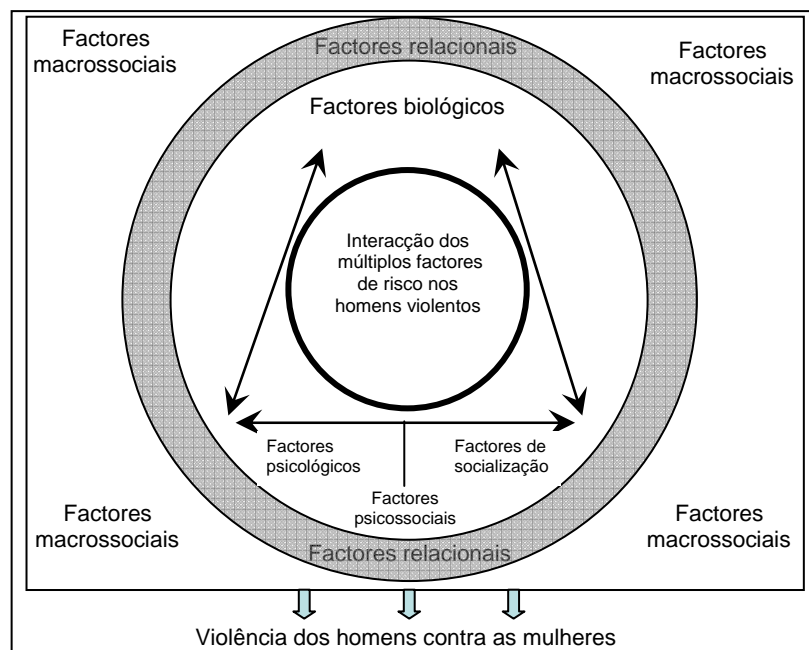 Factores
macrossociais
Factores relacionais
Factores
macrossociais
Factores biológicos
Interacção dos
múltiplos factores
de risco nos
homens violentos
Factores
psicológicos
Factores de
socialização
Factores
psicossociais
Factores
macrossociais
Factores
macrossociais
Factores relacionais
Violência dos homens contra as mulheres